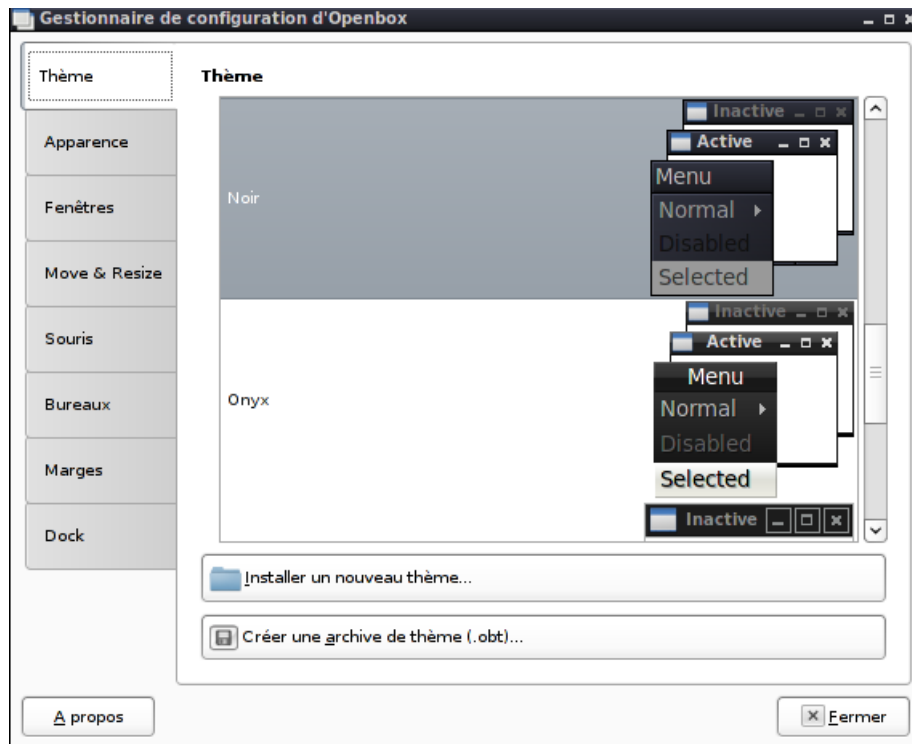 Gestionnaire de configuration d'Openbox
Thème
Apparence
Fenêtres
Move & Resize
Souris
Bureaux
Marges
Dock
Thème
Noir
Inactive
Active
Menu
Normal
Disabled
Selected
Onyx
Inactive
Active
Menu
Normal
Disabled
Selected
Inactive
Installer un nouveau thème...
Créer une archive de thème (.obt)...
A propos
Fermer